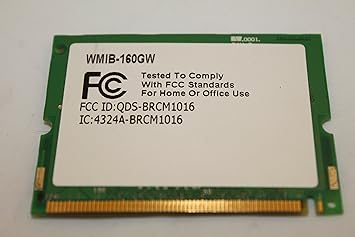 .0001.
WMIB-160GW
FC
Tested To Comply
With FCC Standards
For Home Or Office Use
FCC ID:QDS-BRCM1016
IC:4324A-BRCM1016